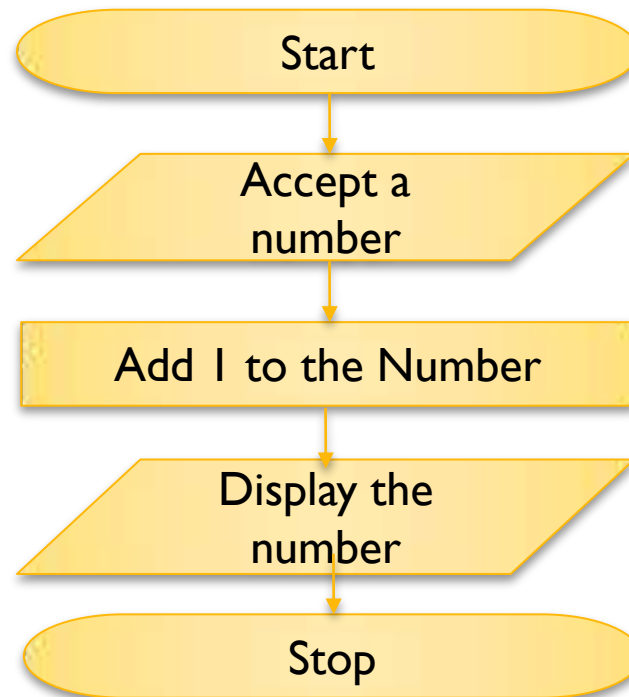 Start
Accept a
number
Add 1 to the Number
Display the
number
Stop